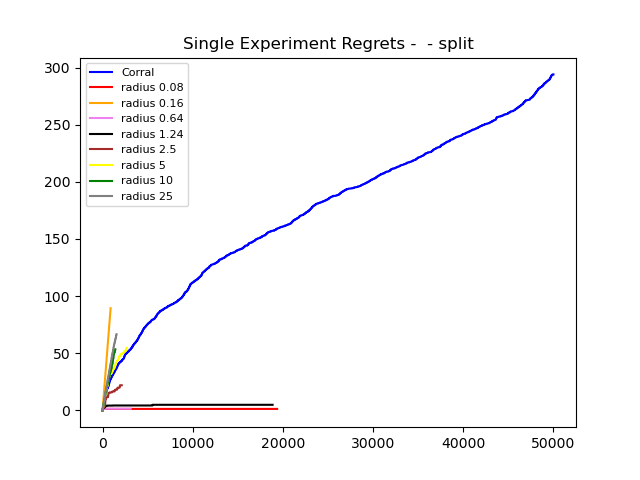 Single Experiment Regrets -  - split
300
250
200
150
100
50
0
Corral
radius 0.08
radius 0.16
radius 0.64
radius 1.24
radius 2.5
radius 5
radius 10
radius 25
0 10000 20000 30000 40000 50000